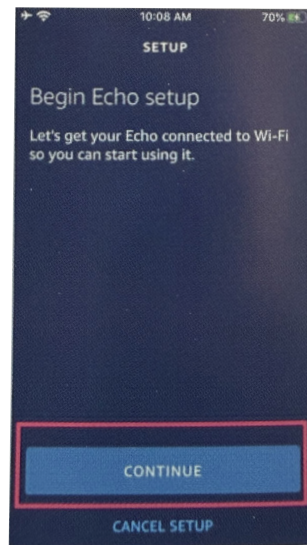 10:08 AM
70%
SETUP
Begin Echo setup
Let's get your Echo connected to Wi-Fi
so you can start using it.
CONTINUE
CANCEL SETUP